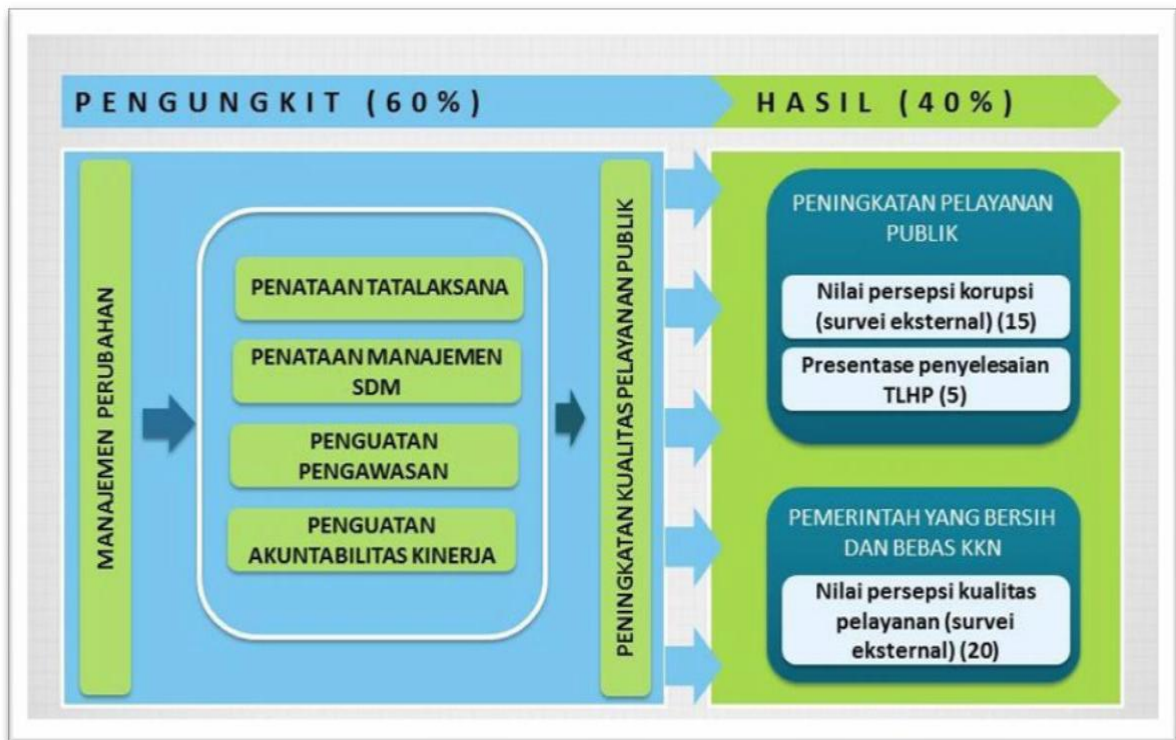 PENGUNGKIT (60%)
HASIL (40%)
MANAJEMEN PERUBAHAN
PENATAAN TATALAKSANA
PENATAAN MANAJEMEN
SDM
PENGUATAN
PENGAWASAN
PENGUATAN
AKUNTABILITAS KINERJA
PENINGKATAN KUALITAS PELAYANAN PUBLIK
PENINGKATAN PELAYANAN
PUBLIK
Nilai persepsi korupsi
(survei eksternal) (15)
Presentase penyelesaian
TLHP (5)
PEMERINTAH YANG BERSIH
DAN BEBAS KKN
Nilai persepsi kualitas
pelayanan (survei
eksternal) (20)